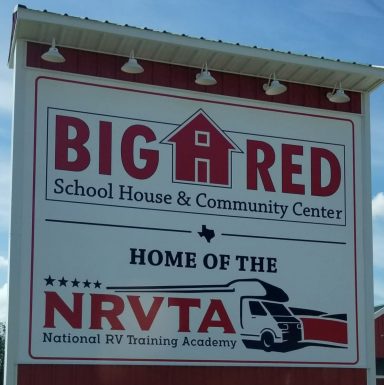 BIG RED
School House & Community Center
HOME OF THE
NRVTA
National RV Training Academy